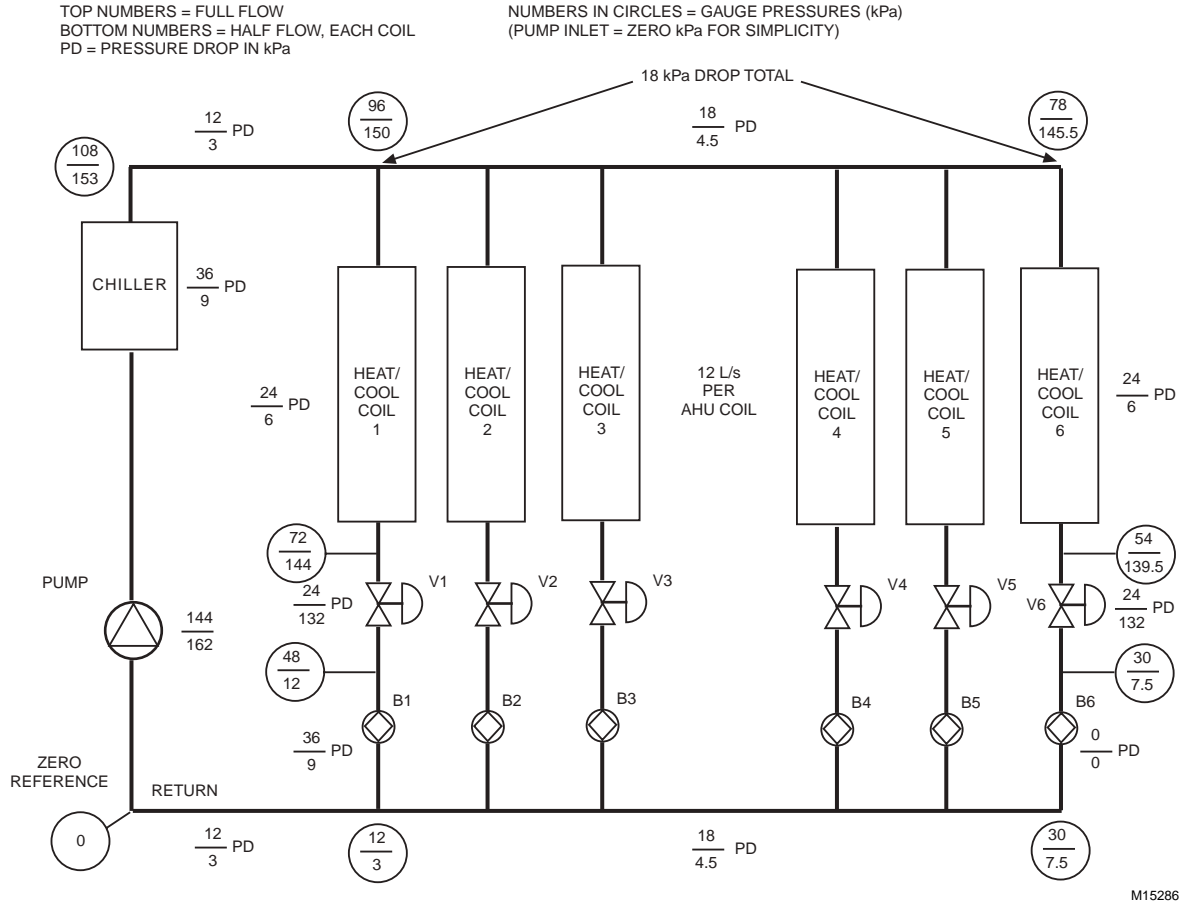 TOP NUMBERS = FULL FLOW
BOTTOM NUMBERS = HALF FLOW, EACH COIL
PD = PRESSURE DROP IN kPa
NUMBERS IN CIRCLES = GAUGE PRESSURES (kPa)
(PUMP INLET = ZERO kPa FOR SIMPLICITY)
18 kPa DROP TOTAL
108
153
12
3
PD
96
150
18
4.5
PD
78
145.5
CHILLER
36
9
PD
24
6
PD
HEAT/
COOL
COIL
1
HEAT/
COOL
COIL
2
HEAT/
COOL
COIL
3
12 L/s
PER
AHU COIL
HEAT/
COOL
COIL
4
HEAT/
COOL
COIL
5
HEAT/
COOL
COIL
6
24
6
PD
72
144
54
139.5
PUMP
144
162
24
132
PD
V1
V2
V3
V4
V5
V6
24
132
PD
48
12
30
7.5
B1
B2
B3
B4
B5
B6
36
9
PD
0
0
PD
ZERO
REFERENCE
RETURN
0
12
3
PD
12
3
18
4.5
PD
30
7.5
M15286